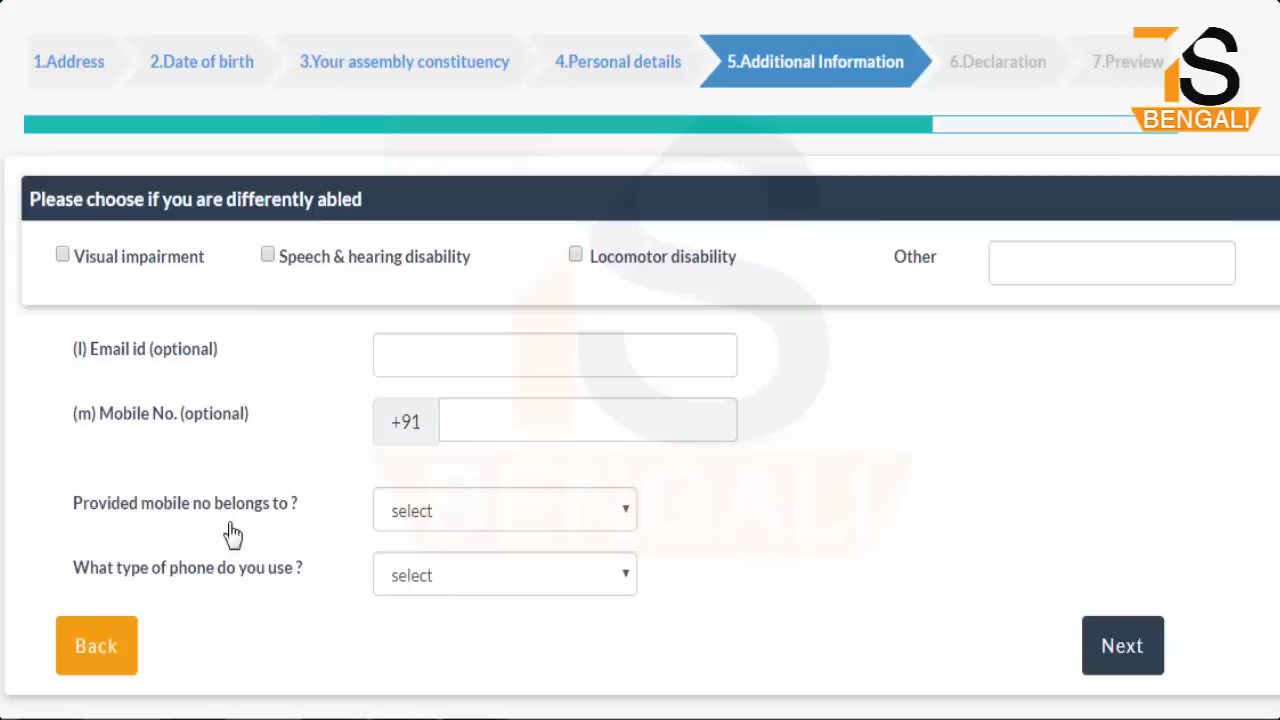 1.Address 2.Date of birth 3.Your assembly constituency 4.Personal details 5.Additional Information 6.Declaration 7.Preview
TS
BENGALI
Please choose if you are differently abled
Visual impairment Speech & hearing disability Locomotor disability Other
(l) Email id (optional)
(m) Mobile No. (optional) +91
Provided mobile no belongs to ? select
What type of phone do you use ? select
Back Next
BENGALI